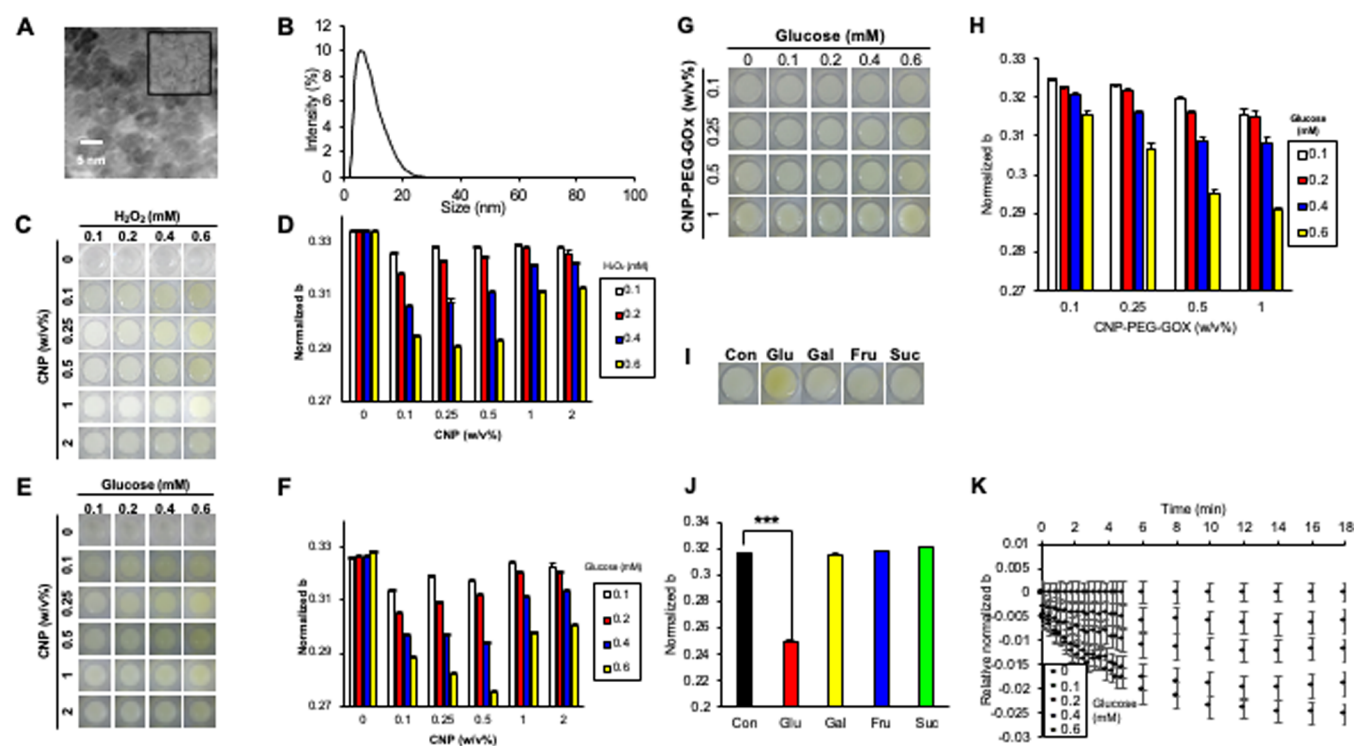 A
5 nm
B
12
10
8
6
4
2
0
Intensity (%)
0 20 40 60 80 100
Size (nm)
C
H₂O₂ (mM)
0.1 0.2 0.4 0.6
CNP (w/v%)
0
0.1
0.25
0.5
1
2
D
0.33
0.31
0.29
0.27
Normalized b
0 0.1 0.25 0.5 1 2
CNP (w/v%)
H₂O₂ (mM)
0.1
0.2
0.4
0.6
E
Glucose (mM)
0.1 0.2 0.4 0.6
CNP (w/v%)
0
0.1
0.25
0.5
1
2
F
0.33
0.31
0.29
0.27
Normalized b
0 0.1 0.25 0.5 1 2
CNP (w/v%)
Glucose (mM)
0.1
0.2
0.4
0.6
G
Glucose (mM)
0 0.1 0.2 0.4 0.6
CNP-PEG-GOx (w/v%)
0.1
0.25
0.5
1
H
0.33
0.32
0.31
0.3
0.29
0.28
0.27
Normalized b
0.1 0.25 0.5 1
CNP-PEG-GOX (w/v%)
Glucose
(mM)
0.1
0.2
0.4
0.6
I
Con Glu Gal Fru Suc
J
***
0.34
0.32
0.3
0.28
0.26
0.24
0.22
0.2
Normalized b
Con Glu Gal Fru Suc
K
Time (min)
0 2 4 6 8 10 12 14 16 18
0.01
0.005
0
-0.005
-0.01
-0.015
-0.02
-0.025
-0.03
Relative normalized b
0
0.1
0.2
0.4
0.6
Glucose
(mM)